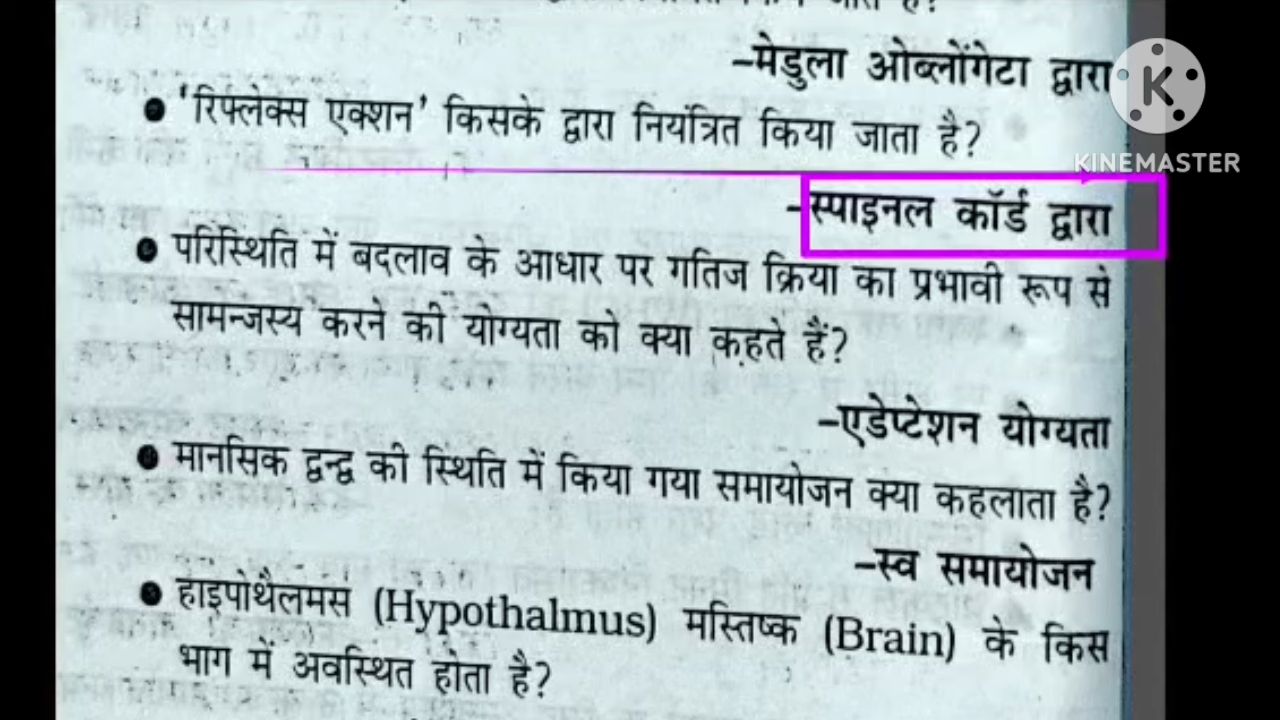 –मेडुला ओब्लोंगेटा द्वारा
K
KINEMASTER
● 'रिफ्लेक्स एक्शन' किसके द्वारा नियंत्रित किया जाता है?
–स्पाइनल कॉर्ड द्वारा
● परिस्थिति में बदलाव के आधार पर गतिज क्रिया का प्रभावी रूप से
सामन्जस्य करने की योग्यता को क्या कहते हैं?
–एडेप्टेशन योग्यता
● मानसिक द्वन्द्व की स्थिति में किया गया समायोजन क्या कहलाता है?
–स्व समायोजन
● हाइपोथैलमस (Hypothalmus) मस्तिष्क (Brain) के किस
भाग में अवस्थित होता है?